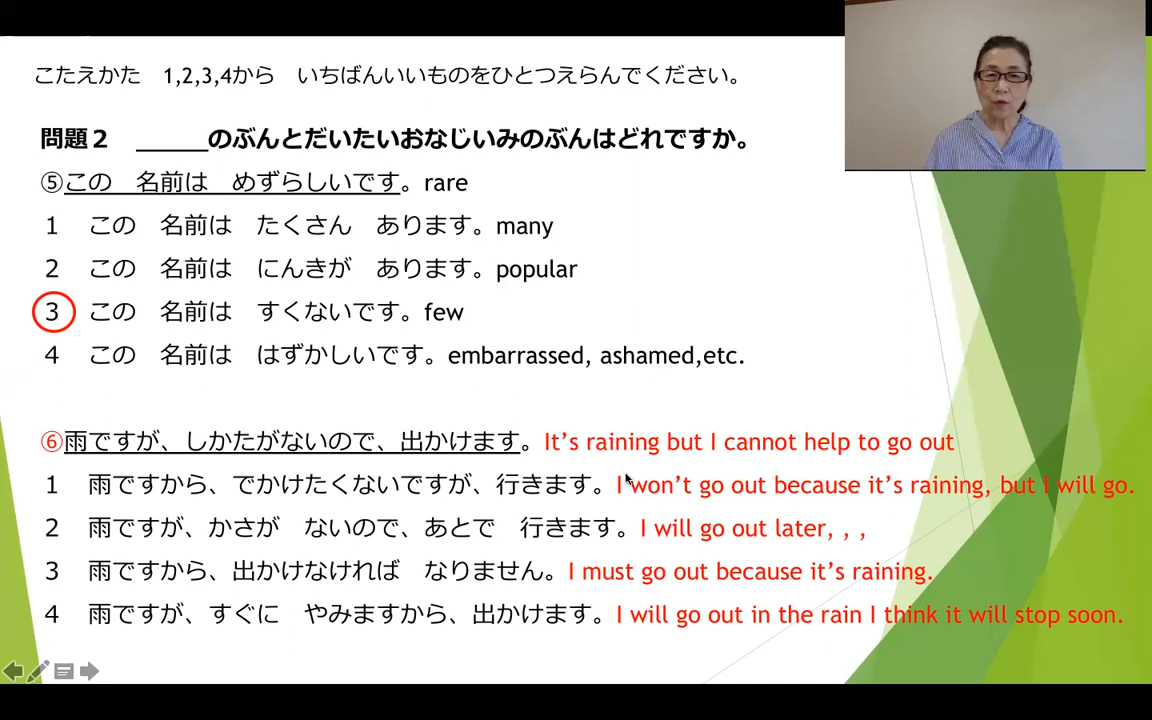 こたえかた　1,2,3,4から　いちばんいいものをひとつえらんでください。
問題２　_____のぶんとだいたいおなじいみのぶんはどれですか。
⑤この　名前は　めずらしいです。rare
1　この　名前は　たくさん　あります。many
2　この　名前は　にんきが　あります。popular
3　この　名前は　すくないです。few
4　この　名前は　はずかしいです。embarrassed, ashamed,etc.
⑥雨ですが、しかたがないので、出かけます。It’s raining but I cannot help to go out
1　雨ですから、でかけたくないですが、行きます。I won’t go out because it’s raining, but I will go.
2　雨ですが、かさが　ないので、あとで　行きます。I will go out later, , ,
3　雨ですから、出かけなければ　なりません。I must go out because it’s raining.
4　雨ですが、すぐに　やみますから、出かけます。I will go out in the rain I think it will stop soon.